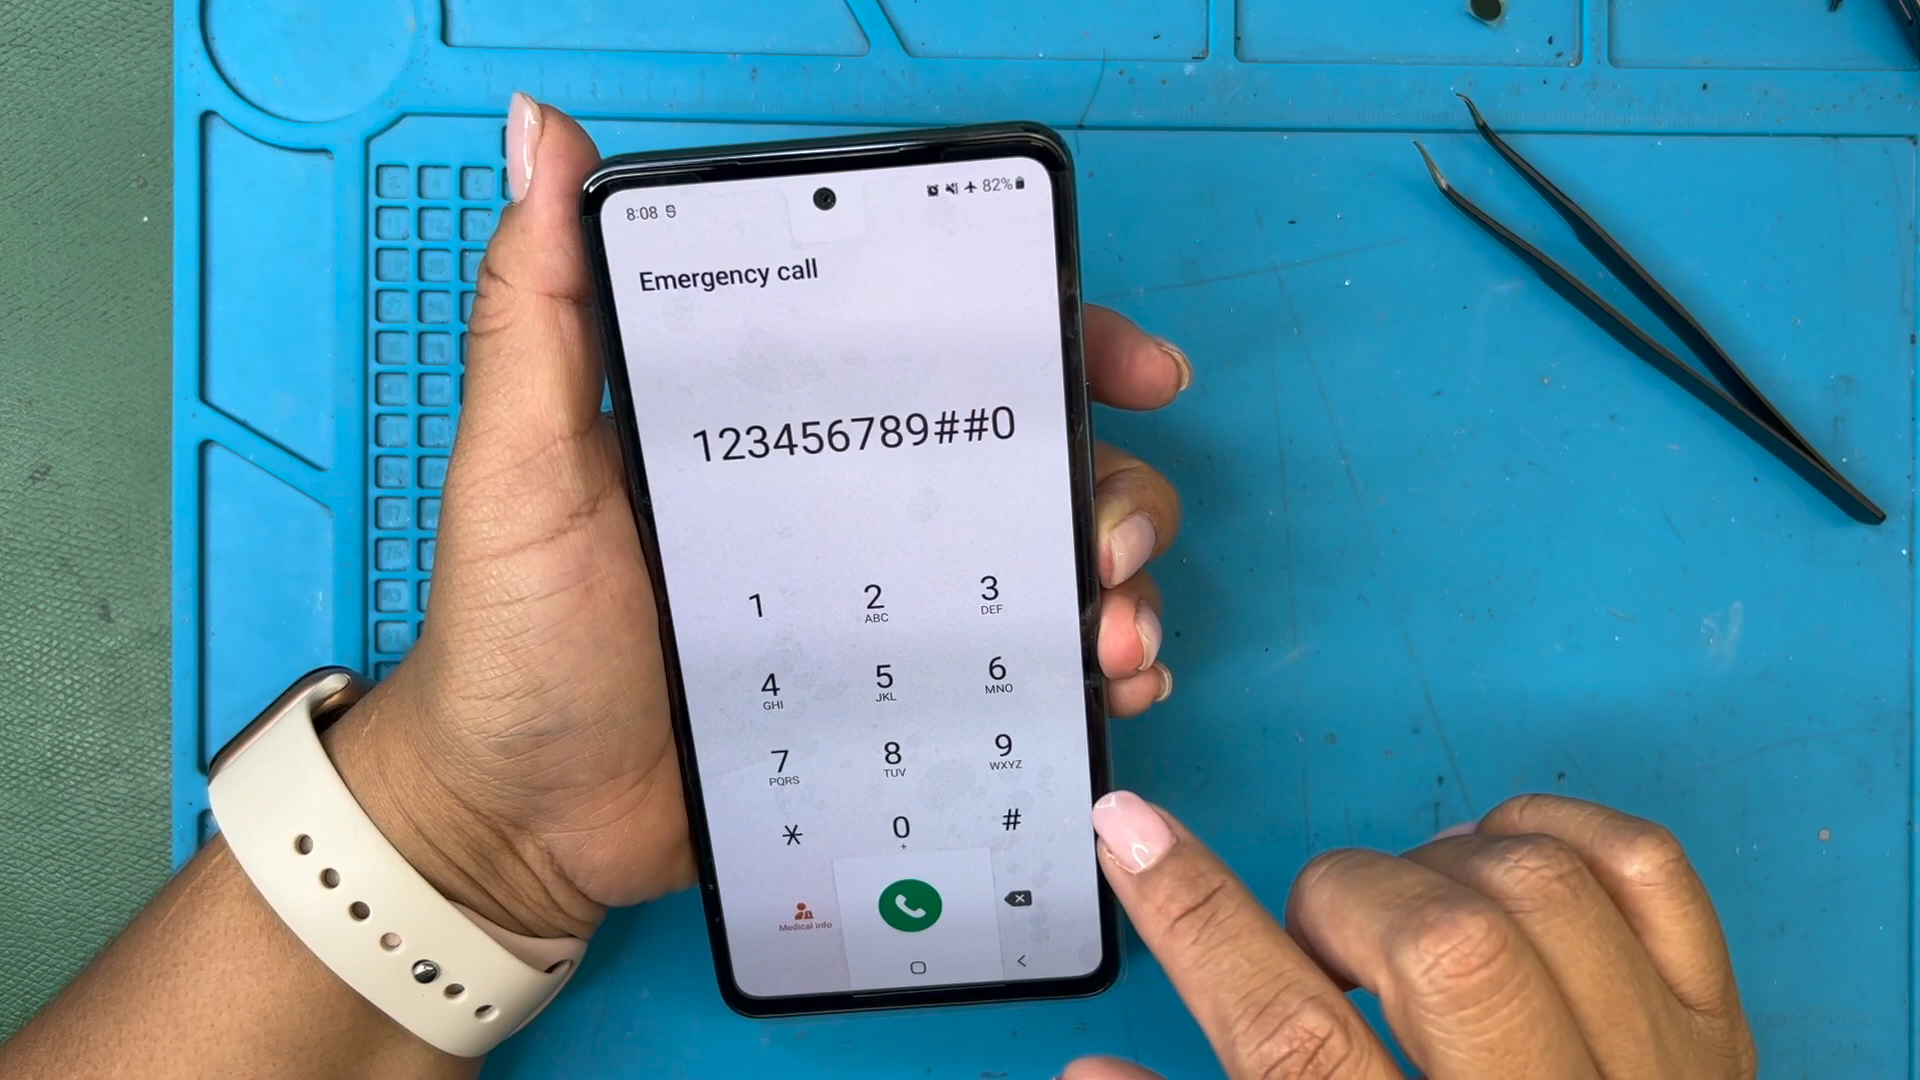 8:08 82%
Emergency call
123456789##0
1 2 3
ABC DEF
4 5 6
GHI JKL MNO
7 8 9
PQRS TUV WXYZ
* 0 #
+
Medical info